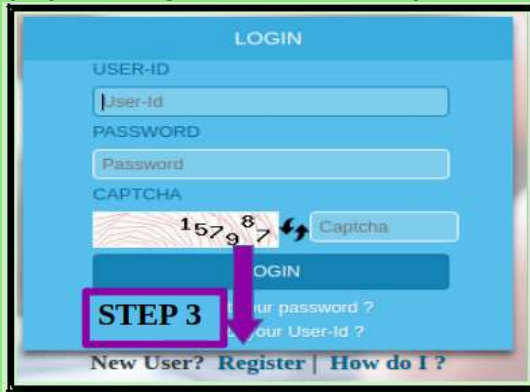 LOGIN
USER-ID
User-Id
PASSWORD
Password
CAPTCHA
157987
Captcha
OGIN
STEP 3
ur password ?
our User-Id ?
New User? Register | How do I ?